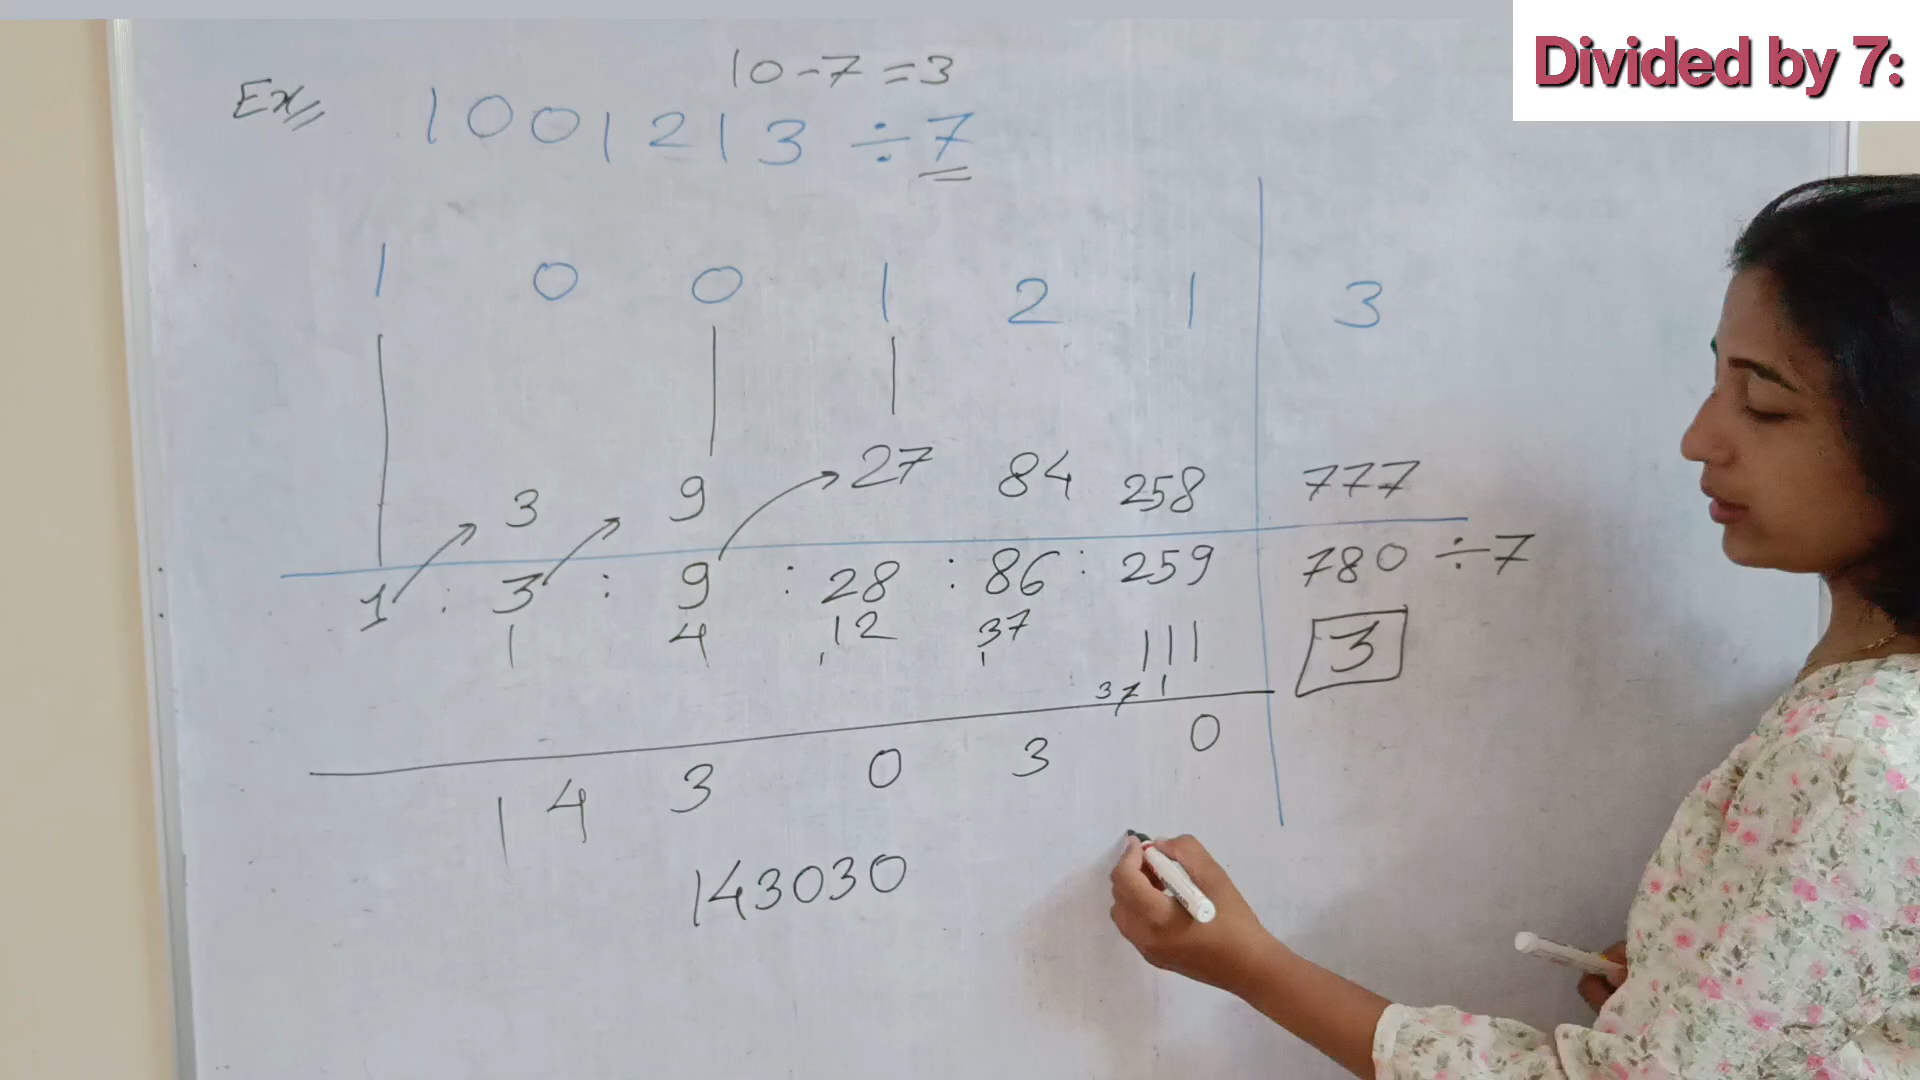 Divided by 7:
10-7=3
Ex,, 1001213 ÷ 7
1 0 0 1 2 1 3
3 9 27 84 258 777
1 : 3 : 9 : 28 : 86 : 259 780 ÷ 7
1 4 12 37 111 3
1 1 37 1
1 4 3 0 3 0
143030